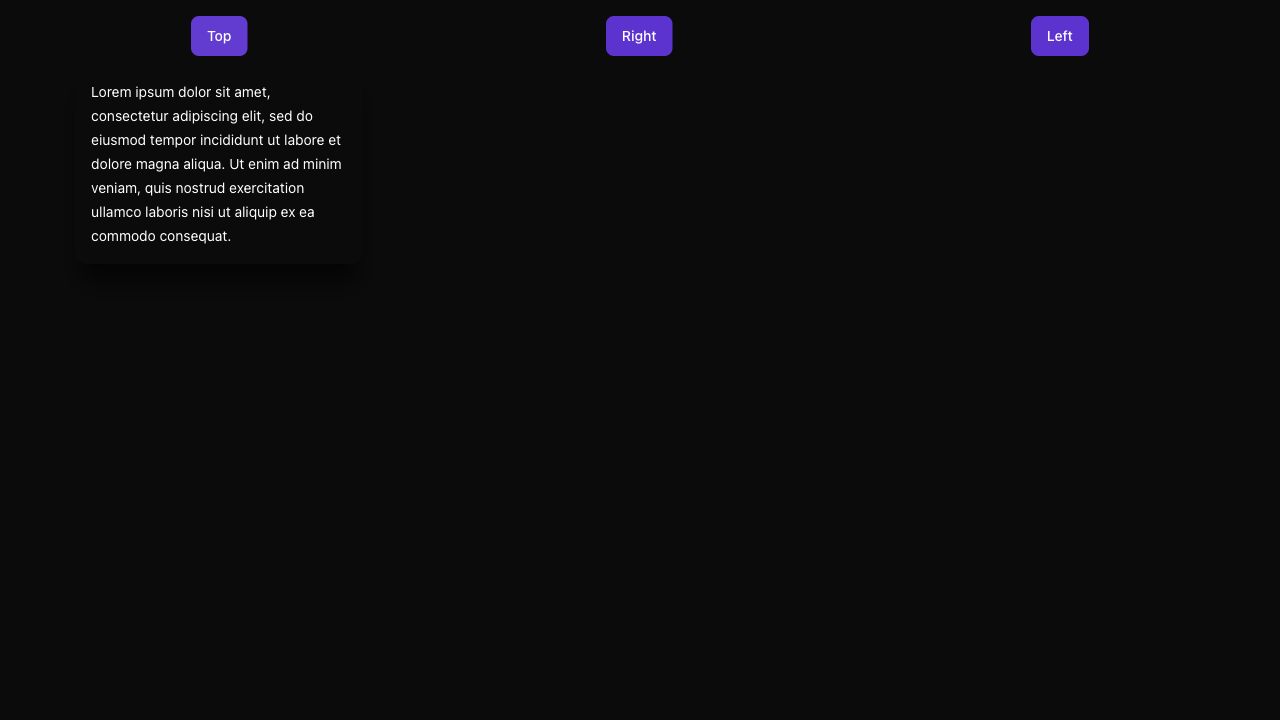 Top
Right
Left
Lorem ipsum dolor sit amet,
consectetur adipiscing elit, sed do
eiusmod tempor incididunt ut labore et
dolore magna aliqua. Ut enim ad minim
veniam, quis nostrud exercitation
ullamco laboris nisi ut aliquip ex ea
commodo consequat.